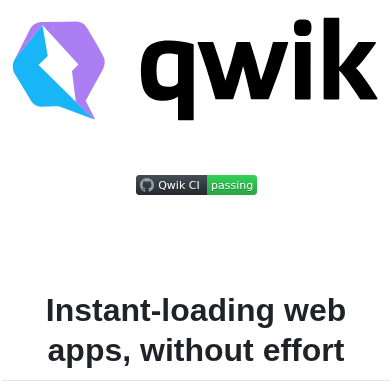 qwik
Qwik CI passing
Instant-loading web
apps, without effort